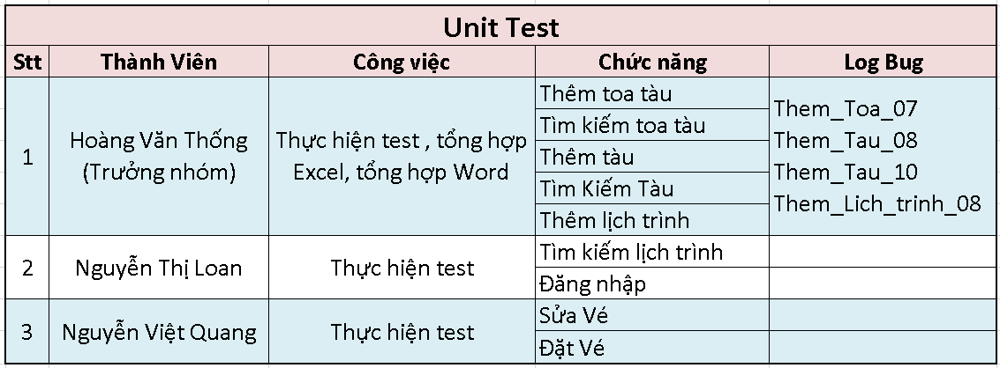 Unit Test
Stt Thành Viên Công việc Chức năng Log Bug
1
Hoàng Văn Thống
(Trưởng nhóm)
Thực hiện test , tổng hợp
Excel, tổng hợp Word
Thêm toa tàu
Tìm kiếm toa tàu
Thêm tàu
Tìm Kiếm Tàu
Thêm lịch trình
Them_Toa_07
Them_Tau_08
Them_Tau_10
Them_Lich_trinh_08
2
Nguyễn Thị Loan
Thực hiện test
Tìm kiếm lịch trình
Đăng nhập
3
Nguyễn Việt Quang
Thực hiện test
Sửa Vé
Đặt Vé